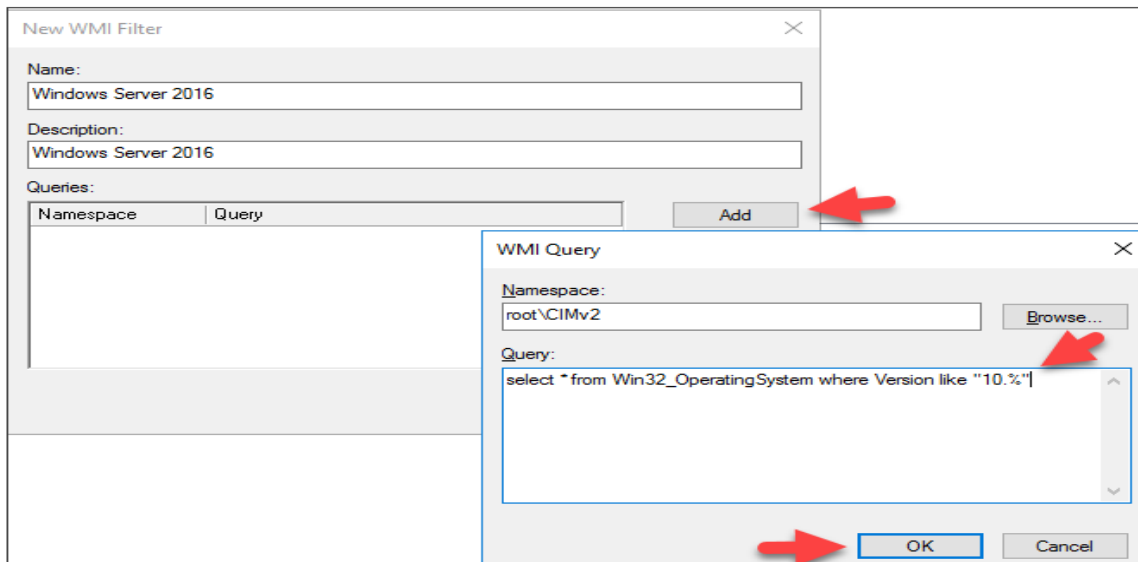 New WMI Filter
Name:
Windows Server 2016
Description:
Windows Server 2016
Queries:
Namespace Query
Add
WMI Query
Namespace:
root\CIMv2
Browse...
Query:
select * from Win32_OperatingSystem where Version like "10.%"
OK Cancel